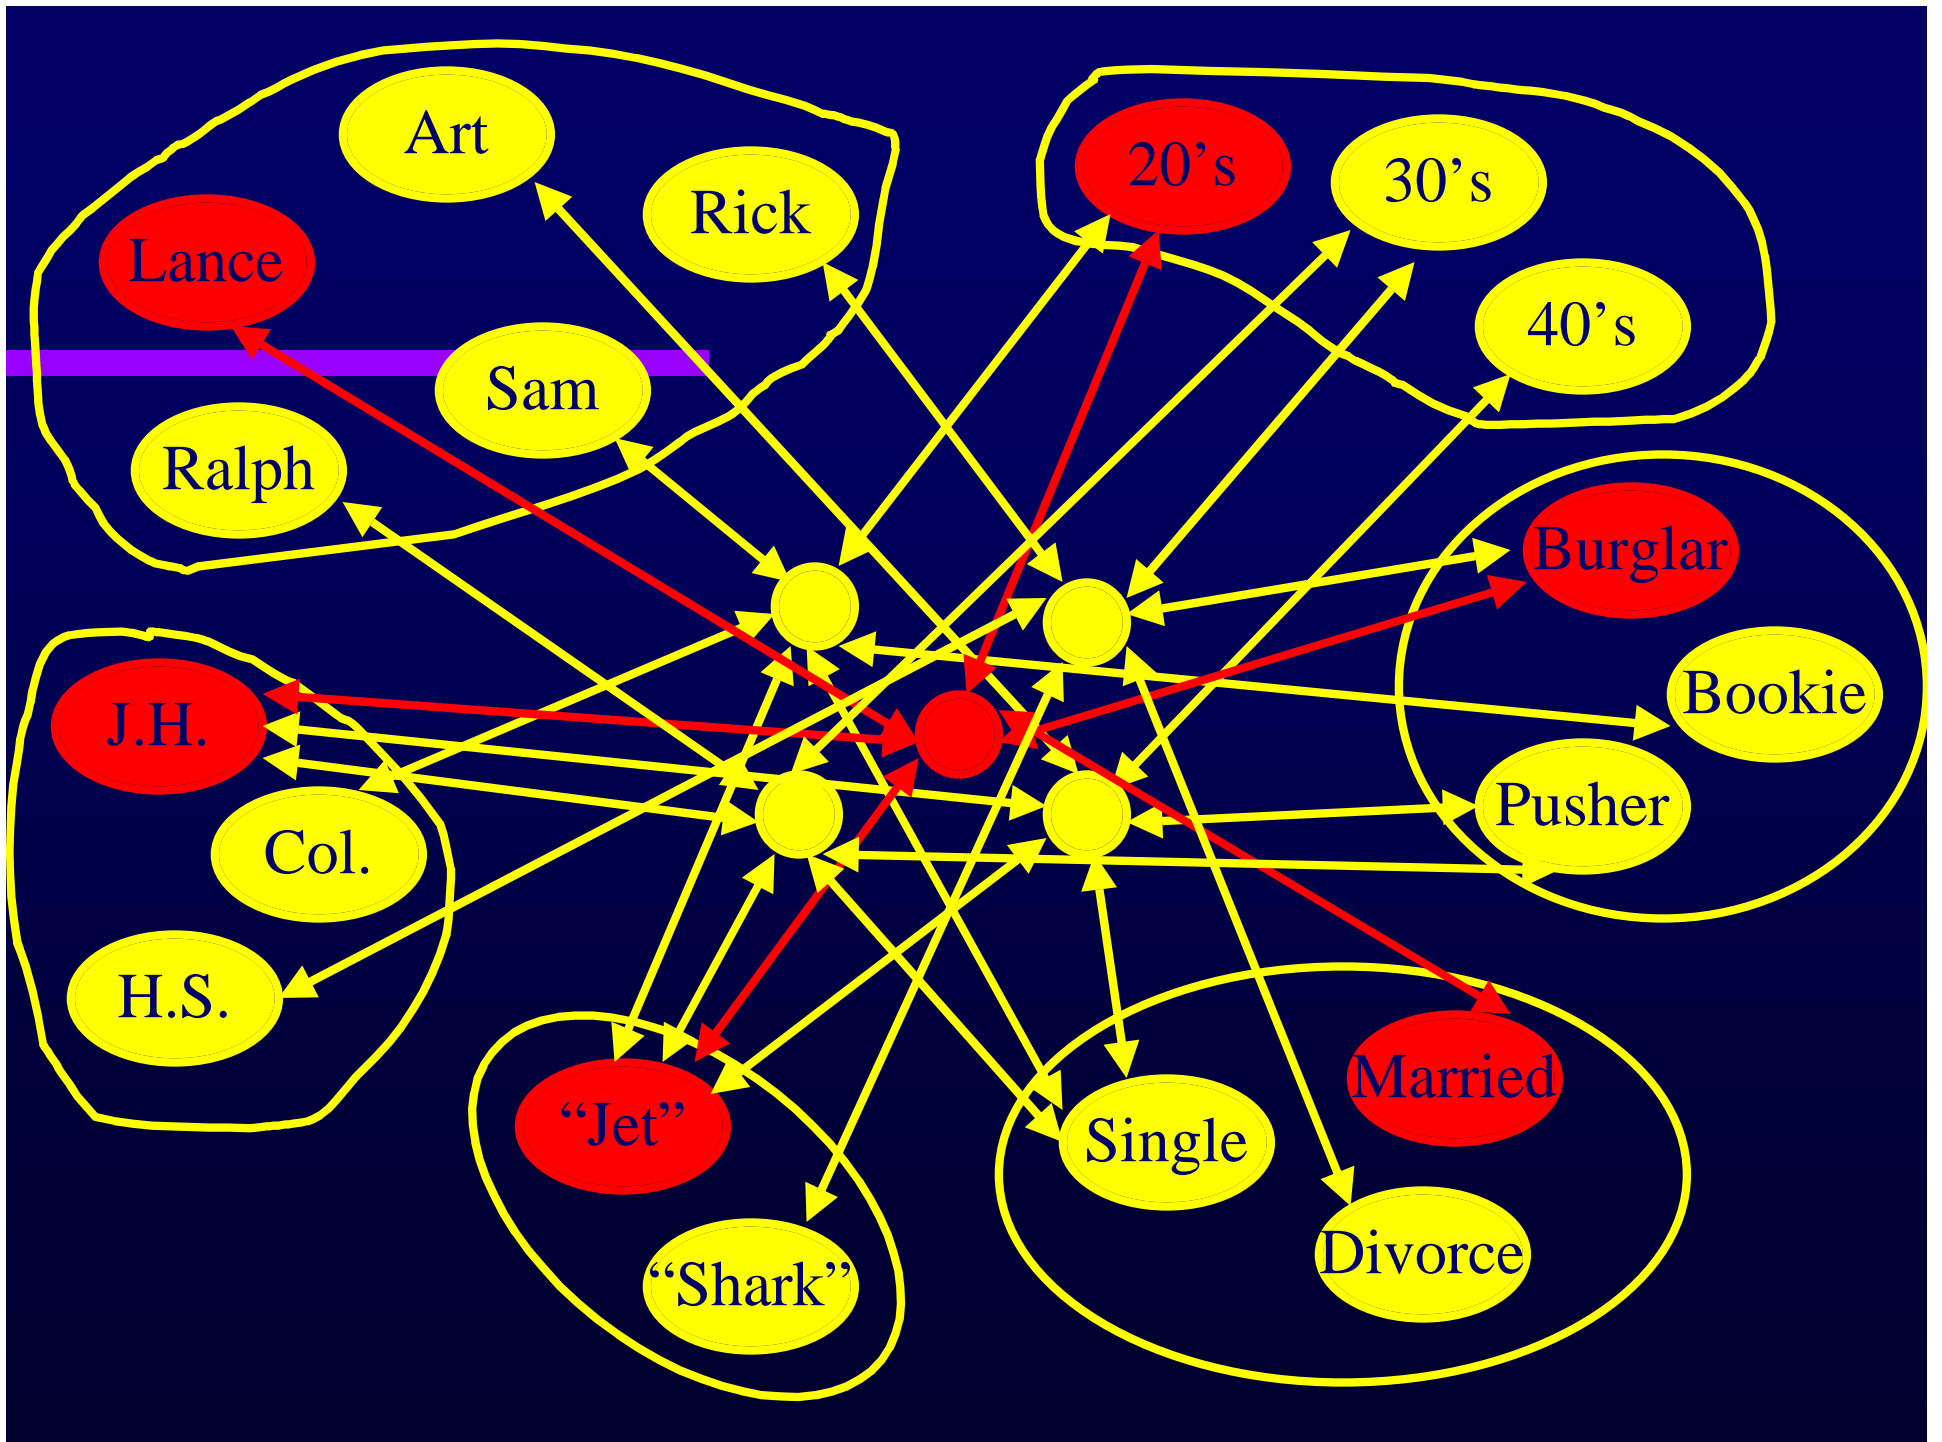 Art
Rick
Lance
Sam
Ralph
20’s
30’s
40’s
Burglar
Bookie
Pusher
J.H.
Col.
H.S.
“Jet”
“Shark”
Single
Married
Divorce